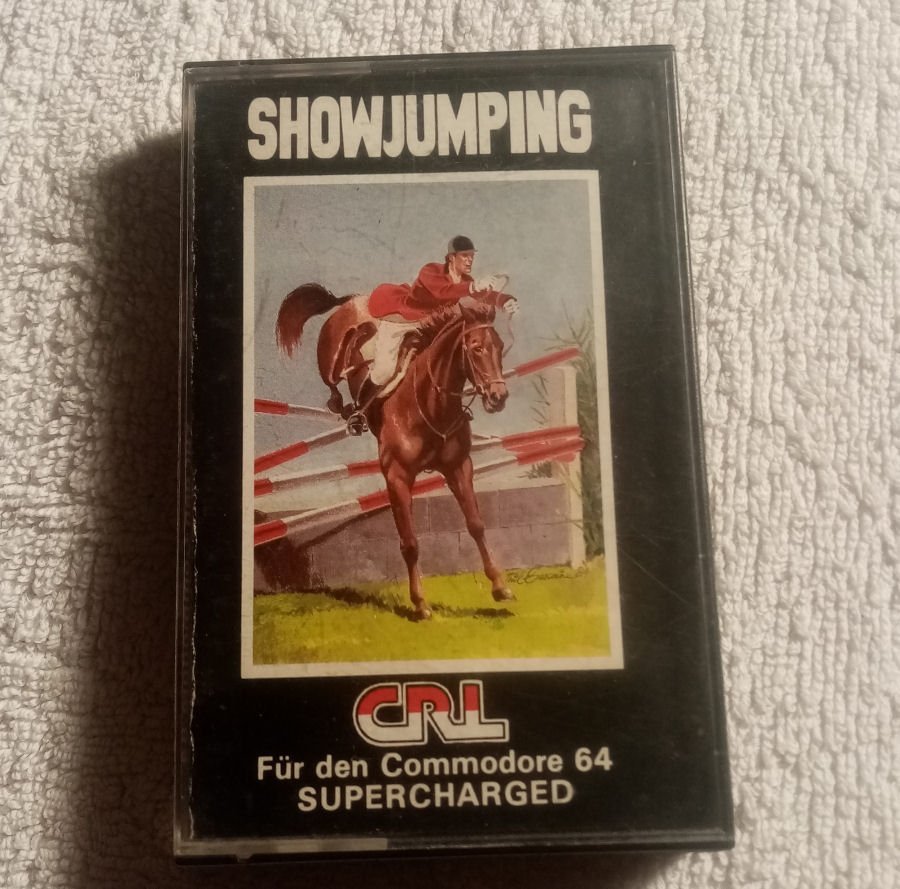 SHOWJUMPING
CRL
Für den Commodore 64
SUPERCHARGED